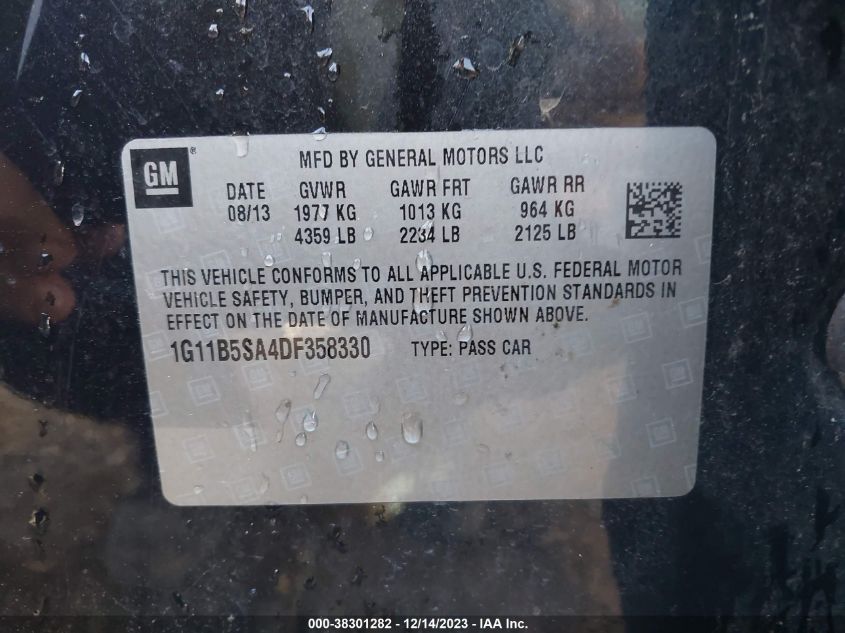 GM ®
MFD BY GENERAL MOTORS LLC
DATE GVWR GAWR FRT GAWR RR
08/13 1977 KG 1013 KG 964 KG
4359 LB 2234 LB 2125 LB
THIS VEHICLE CONFORMS TO ALL APPLICABLE U.S. FEDERAL MOTOR
VEHICLE SAFETY, BUMPER, AND THEFT PREVENTION STANDARDS IN
EFFECT ON THE DATE OF MANUFACTURE SHOWN ABOVE.
1G11B5SA4DF358330 TYPE: PASS CAR
000-38301282 - 12/14/2023 - IAA Inc.